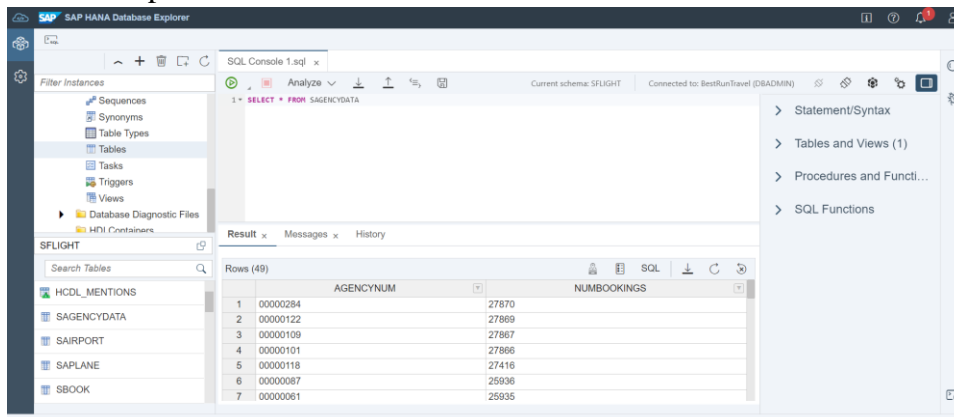 SAP SAP HANA Database Explorer
1
SQL
SQL Console 1.sql x
Filter Instances
Analyze
Current schema: SFLIGHT
Connected to: BestRunTravel (DBADMIN)
Sequences
Synonyms
Table Types
Tables
Tasks
Triggers
Views
Database Diagnostic Files
HDI Containers
1 SELECT * FROM SAGENCYDATA
Statement/Syntax
Tables and Views (1)
Procedures and Functi...
SQL Functions
SFLIGHT
Search Tables
HCDL_MENTIONS
SAGENCYDATA
SAIRPORT
SAPLANE
SBOOK
Result x Messages x History
Rows (49)
SQL
AGENCYNUM NUMBOOKINGS
1 00000284 27870
2 00000122 27869
3 00000109 27867
4 00000101 27866
5 00000118 27416
6 00000087 25936
7 00000061 25935